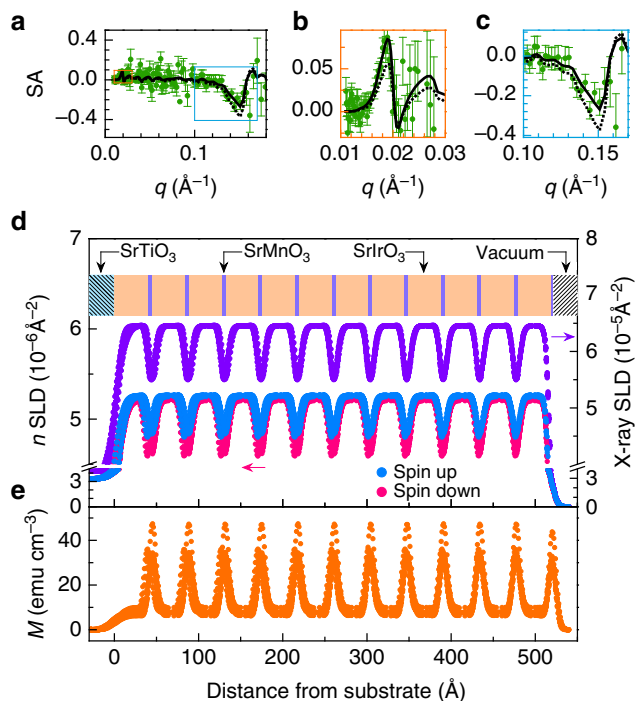 a
b
c
SA
0.4
0.0
−0.4
0.0
0.1
q (Å⁻¹)
0.05
0.00
0.01
0.02
0.03
q (Å⁻¹)
0.0
−0.2
−0.4
0.10
0.15
q (Å⁻¹)
d
SrTiO₃ SrMnO₃ SrIrO₃ Vacuum
n SLD (10⁻⁶Å⁻²)
7
6
5
3
0
X-ray SLD (10⁻⁵Å⁻²)
8
7
6
5
3
0
Spin up
Spin down
e
M (emu cm⁻³)
40
20
0
0 100 200 300 400 500
Distance from substrate (Å)